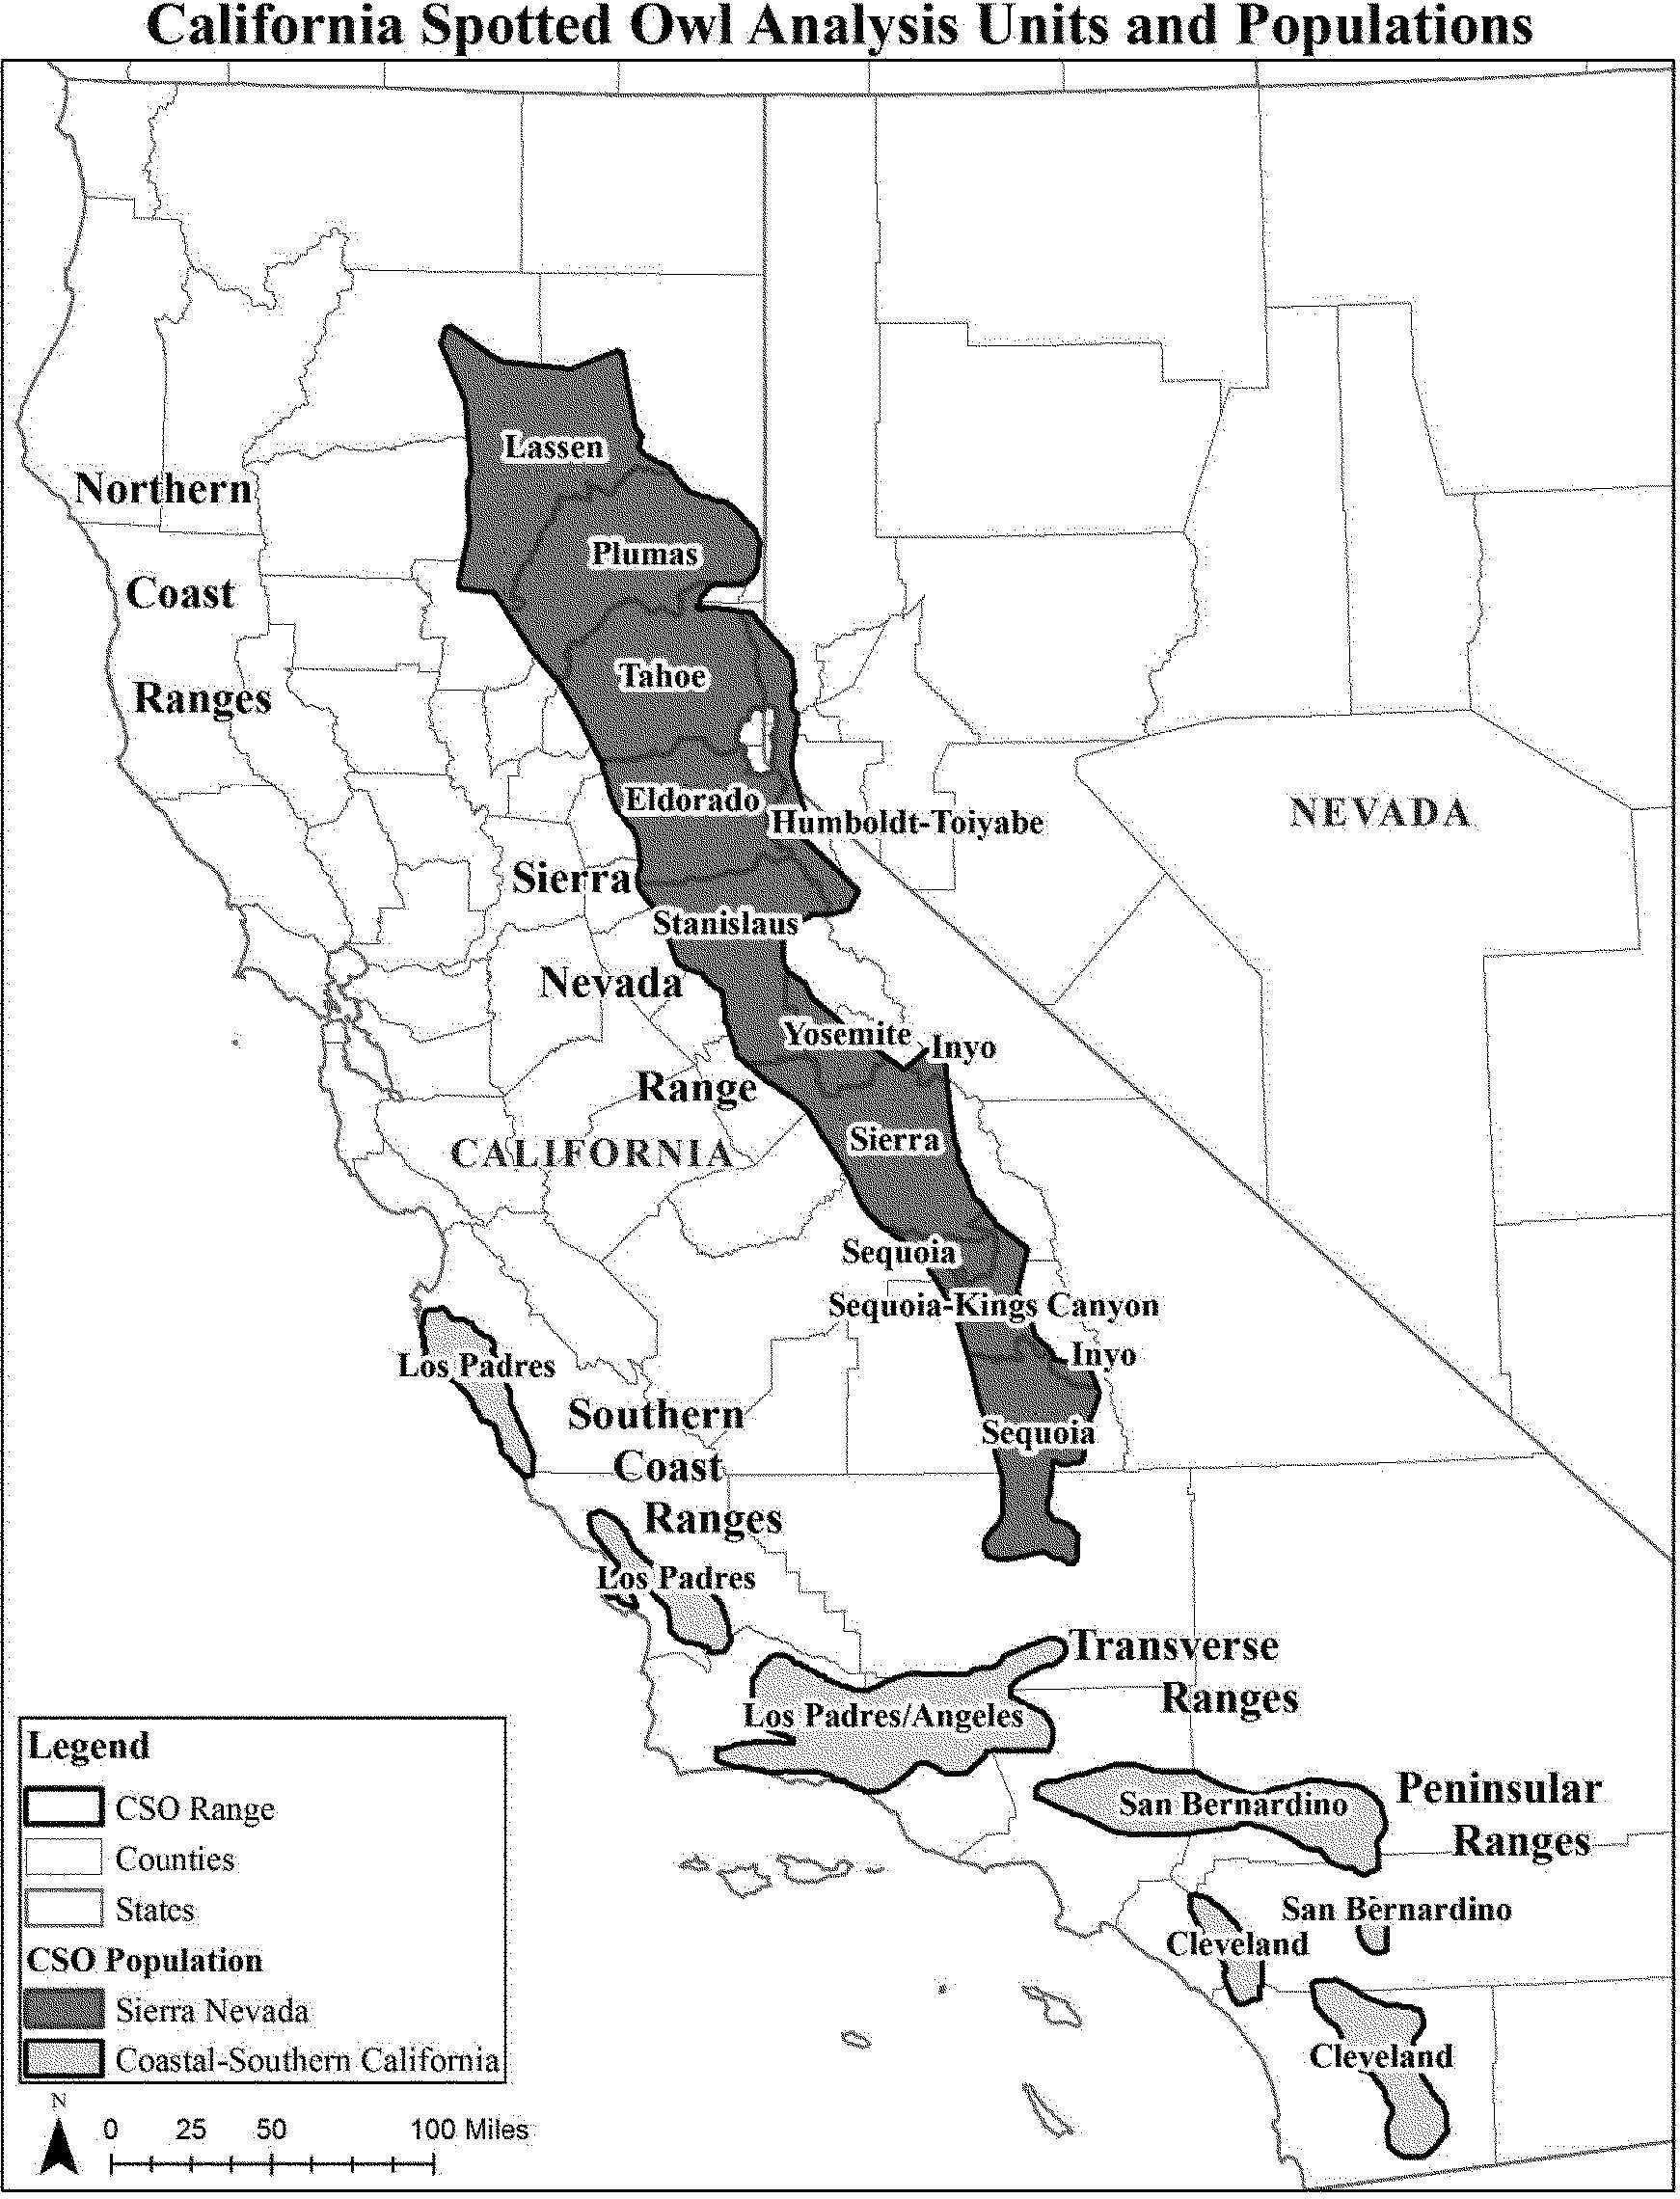 California Spotted Owl Analysis Units and Populations
Lassen
Northern
Plumas
Coast
Tahoe
Ranges
Eldorado
Humboldt-Toiyabe
NEVADA
Sierra
Stanislaus
Nevada
Yosemite
Inyo
Range
Sierra
CALIFORNIA
Sequoia
Sequoia-Kings Canyon
Inyo
Los Padres
Southern
Coast
Ranges
Sequoia
Los Padres
Transverse
Ranges
Los Padres/Angeles
Peninsular
Ranges
San Bernardino
San Bernardino
Cleveland
Cleveland
Legend
CSO Range
Counties
States
CSO Population
Sierra Nevada
Coastal-Southern California
N
0 25 50 100 Miles